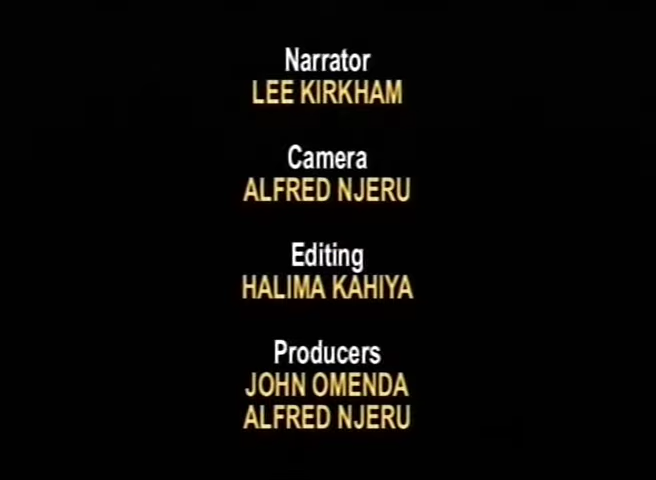 Narrator
LEE KIRKHAM
Camera
ALFRED NJERU
Editing
HALIMA KAHIYA
Producers
JOHN OMENDA
ALFRED NJERU